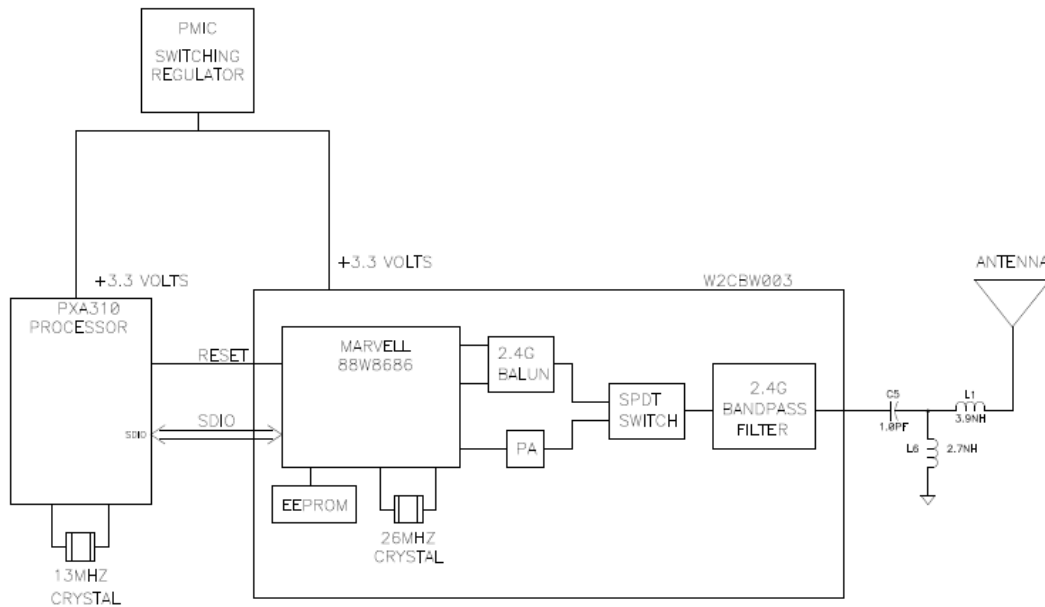 PMIC
SWITCHING
REGULATOR
+3.3 VOLTS
+3.3 VOLTS
W2CBW003
ANTENNA
PXA310
PROCESSOR
RESET
MARVELL
88W8686
2.4G
BALUN
SPDT
SWITCH
2.4G
BANDPASS
FILTER
C5
1.0PF
L1
3.9NH
L6
2.7NH
SDIO
SDIO
PA
EEPROM
26MHZ
CRYSTAL
13MHZ
CRYSTAL